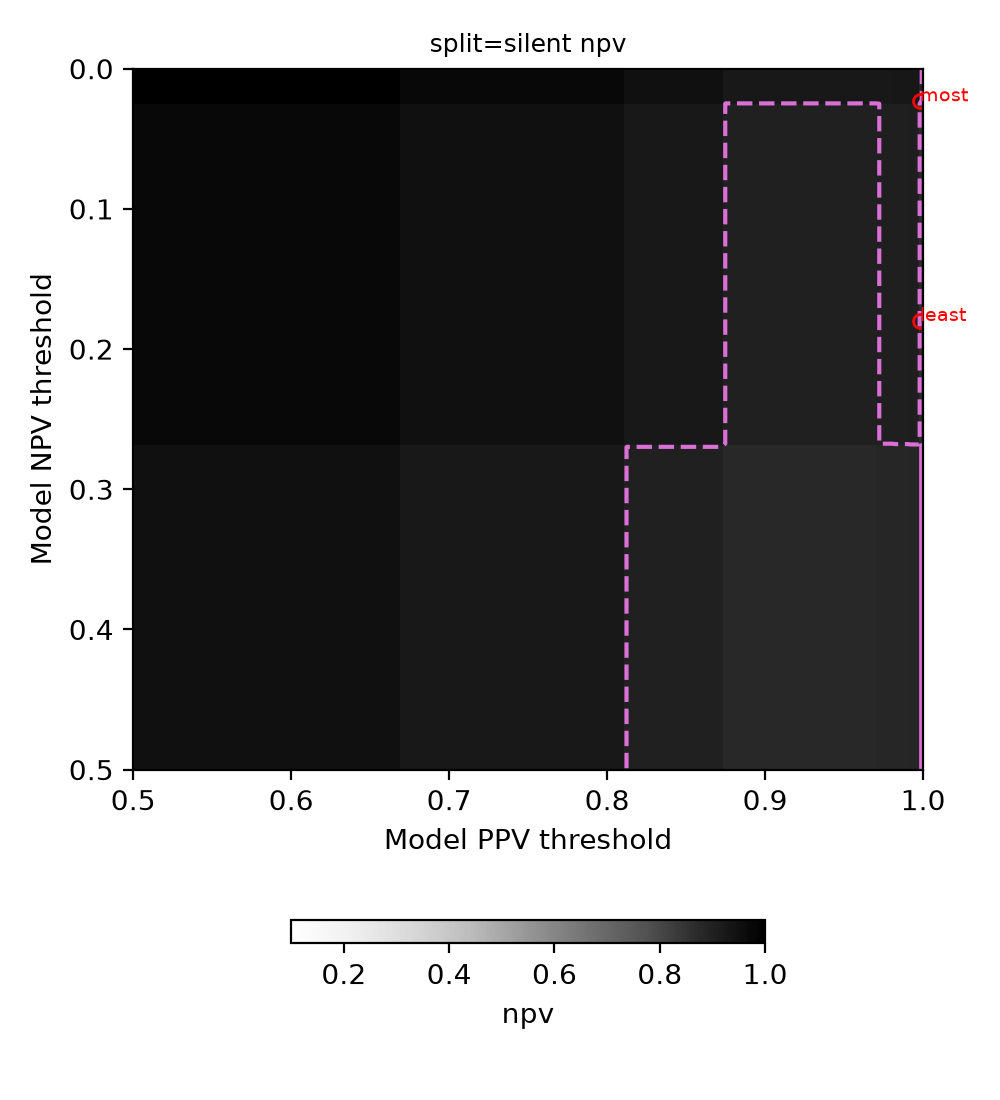 split=silent npv
0.0
most
0.1
0.2
least
0.3
0.4
0.5
Model NPV threshold
0.5 0.6 0.7 0.8 0.9 1.0
Model PPV threshold
0.2 0.4 0.6 0.8 1.0
npv